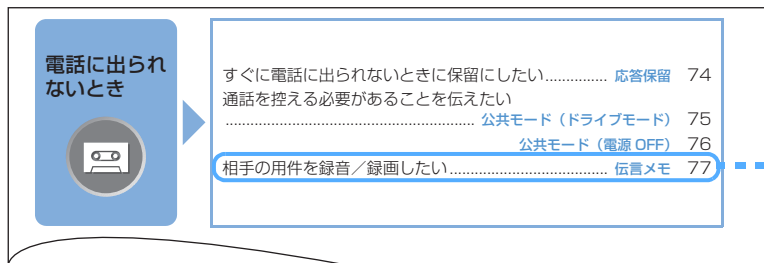 電話に出られ
ないとき
すぐに電話に出られないときに保留にしたい............... 応答保留 74
通話を控える必要があることを伝えたい
............................................................ 公共モード（ドライブモード） 75
公共モード（電源 OFF） 76
相手の用件を録音／録画したい...................................... 伝言メモ 77